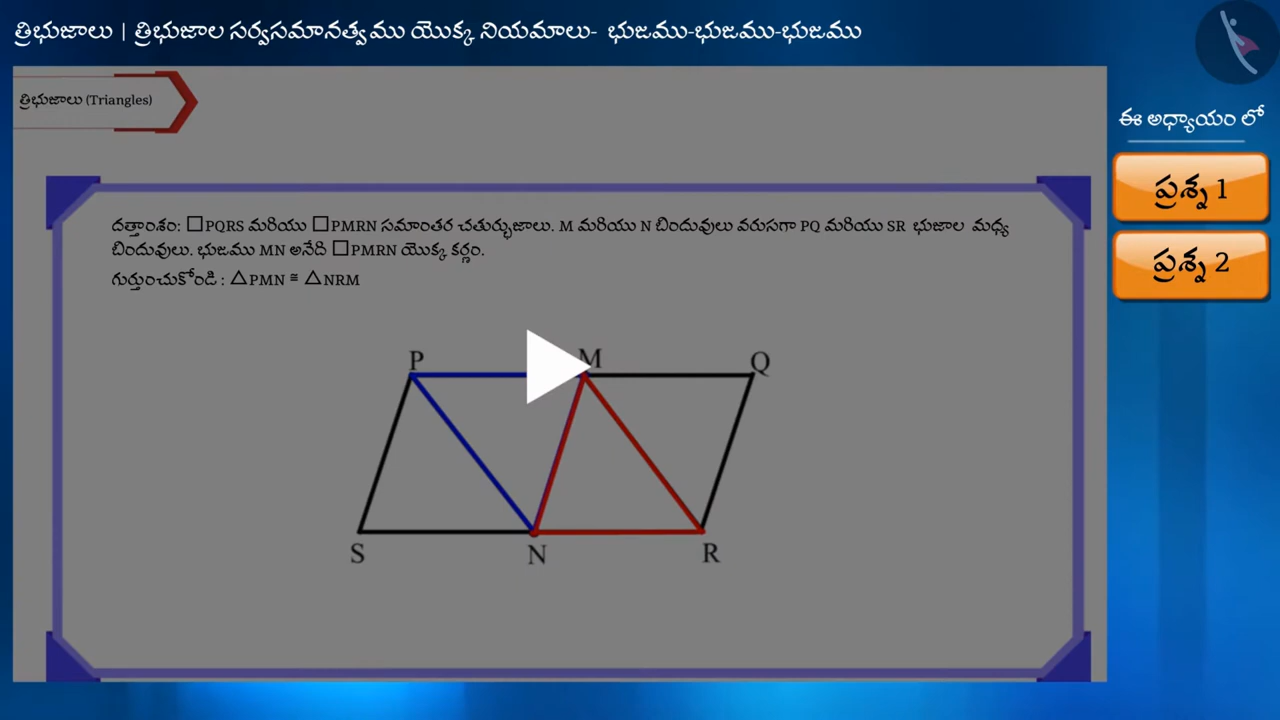 త్రిభుజాలు | త్రిభుజాల సర్వసమానత్వము యొక్క నియమాలు- భుజము-భుజము-భుజము
త్రిభుజాలు (Triangles)
ఈ అధ్యాయం లో
ప్రశ్న 1
ప్రశ్న 2
దత్తాంశం: □PQRS మరియు □PMRN సమాంతర చతుర్భుజాలు. M మరియు N బిందువులు వరుసగా PQ మరియు SR భుజాల మధ్య
బిందువులు. భుజము MN అనేది □PMRN యొక్క కర్ణం.
గుర్తుంచుకోండి : △PMN ≅ △NRM
P M Q
S N R